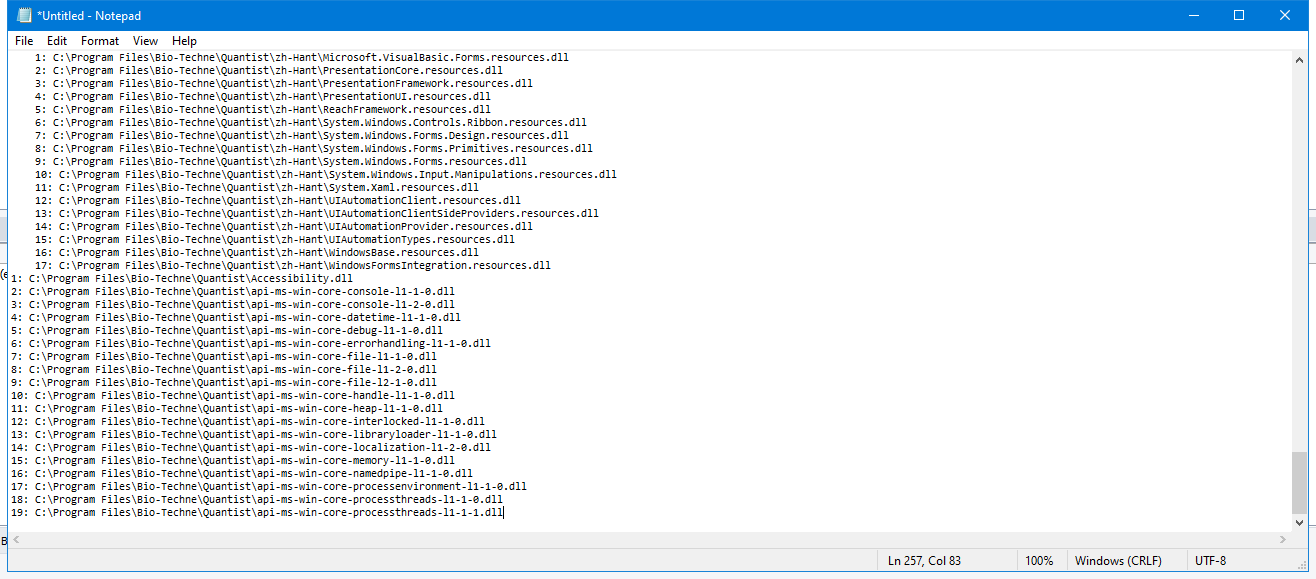 *Untitled - Notepad
File Edit Format View Help
1: C:\Program Files\Bio-Techne\Quantist\zh-Hant\Microsoft.VisualBasic.Forms.resources.dll
2: C:\Program Files\Bio-Techne\Quantist\zh-Hant\PresentationCore.resources.dll
3: C:\Program Files\Bio-Techne\Quantist\zh-Hant\PresentationFramework.resources.dll
4: C:\Program Files\Bio-Techne\Quantist\zh-Hant\PresentationUI.resources.dll
5: C:\Program Files\Bio-Techne\Quantist\zh-Hant\ReachFramework.resources.dll
6: C:\Program Files\Bio-Techne\Quantist\zh-Hant\System.Windows.Controls.Ribbon.resources.dll
7: C:\Program Files\Bio-Techne\Quantist\zh-Hant\System.Windows.Forms.Design.resources.dll
8: C:\Program Files\Bio-Techne\Quantist\zh-Hant\System.Windows.Forms.Primitives.resources.dll
9: C:\Program Files\Bio-Techne\Quantist\zh-Hant\System.Windows.Forms.resources.dll
10: C:\Program Files\Bio-Techne\Quantist\zh-Hant\System.Windows.Input.Manipulations.resources.dll
11: C:\Program Files\Bio-Techne\Quantist\zh-Hant\System.Xaml.resources.dll
12: C:\Program Files\Bio-Techne\Quantist\zh-Hant\UIAutomationClient.resources.dll
13: C:\Program Files\Bio-Techne\Quantist\zh-Hant\UIAutomationClientSideProviders.resources.dll
14: C:\Program Files\Bio-Techne\Quantist\zh-Hant\UIAutomationProvider.resources.dll
15: C:\Program Files\Bio-Techne\Quantist\zh-Hant\UIAutomationTypes.resources.dll
16: C:\Program Files\Bio-Techne\Quantist\zh-Hant\WindowsBase.resources.dll
17: C:\Program Files\Bio-Techne\Quantist\zh-Hant\WindowsFormsIntegration.resources.dll
1: C:\Program Files\Bio-Techne\Quantist\Accessibility.dll
2: C:\Program Files\Bio-Techne\Quantist\api-ms-win-core-console-l1-1-0.dll
3: C:\Program Files\Bio-Techne\Quantist\api-ms-win-core-console-l1-2-0.dll
4: C:\Program Files\Bio-Techne\Quantist\api-ms-win-core-datetime-l1-1-0.dll
5: C:\Program Files\Bio-Techne\Quantist\api-ms-win-core-debug-l1-1-0.dll
6: C:\Program Files\Bio-Techne\Quantist\api-ms-win-core-errorhandling-l1-1-0.dll
7: C:\Program Files\Bio-Techne\Quantist\api-ms-win-core-file-l1-1-0.dll
8: C:\Program Files\Bio-Techne\Quantist\api-ms-win-core-file-l1-2-0.dll
9: C:\Program Files\Bio-Techne\Quantist\api-ms-win-core-file-l2-1-0.dll
10: C:\Program Files\Bio-Techne\Quantist\api-ms-win-core-handle-l1-1-0.dll
11: C:\Program Files\Bio-Techne\Quantist\api-ms-win-core-heap-l1-1-0.dll
12: C:\Program Files\Bio-Techne\Quantist\api-ms-win-core-interlocked-l1-1-0.dll
13: C:\Program Files\Bio-Techne\Quantist\api-ms-win-core-libraryloader-l1-1-0.dll
14: C:\Program Files\Bio-Techne\Quantist\api-ms-win-core-localization-l1-2-0.dll
15: C:\Program Files\Bio-Techne\Quantist\api-ms-win-core-memory-l1-1-0.dll
16: C:\Program Files\Bio-Techne\Quantist\api-ms-win-core-namedpipe-l1-1-0.dll
17: C:\Program Files\Bio-Techne\Quantist\api-ms-win-core-processenvironment-l1-1-0.dll
18: C:\Program Files\Bio-Techne\Quantist\api-ms-win-core-processthreads-l1-1-0.dll
19: C:\Program Files\Bio-Techne\Quantist\api-ms-win-core-processthreads-l1-1-1.dll
Ln 257, Col 83 100% Windows (CRLF) UTF-8